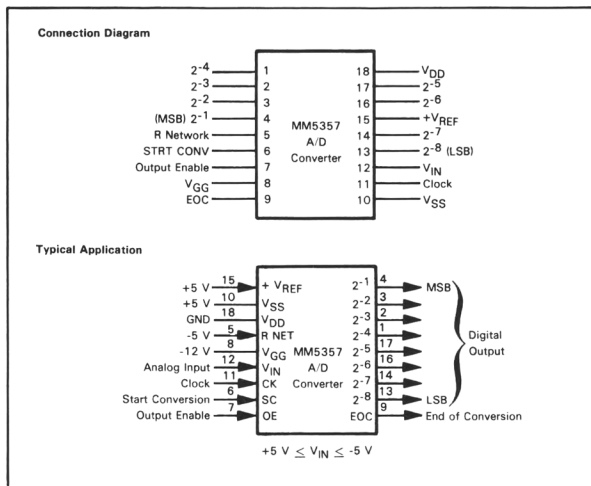 Connection Diagram
2-4 1 18 VDD
2-3 2 17 2-5
2-2 3 16 2-6
(MSB) 2-1 4 15 +VREF
R Network 5 14 2-7
STRT CONV 6 13 2-8 (LSB)
Output Enable 7 12 VIN
VGG 8 11 Clock
EOC 9 10 VSS
MM5357
A/D
Converter
Typical Application
+5 V 15 + VREF 2-1 4 MSB
+5 V 10 VSS 2-2 3
GND 18 VDD 2-3 2
-5 V 5 R NET 2-4 1
-12 V 8 VGG 2-5 17
Analog Input 12 VIN 2-6 16
Clock 11 CK 2-7 14
Start Conversion 6 SC 2-8 13 LSB
Output Enable 7 OE EOC 9 End of Conversion
MM5357
A/D
Converter
Digital
Output
+5 V ≤ VIN ≤ -5 V